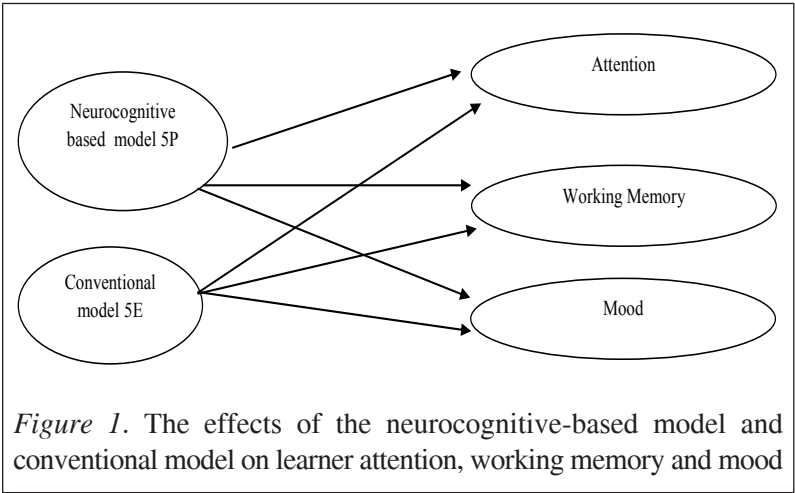 Attention
Neurocognitive
based model 5P
Working Memory
Conventional
model 5E
Mood
Figure 1. The effects of the neurocognitive-based model and
conventional model on learner attention, working memory and mood